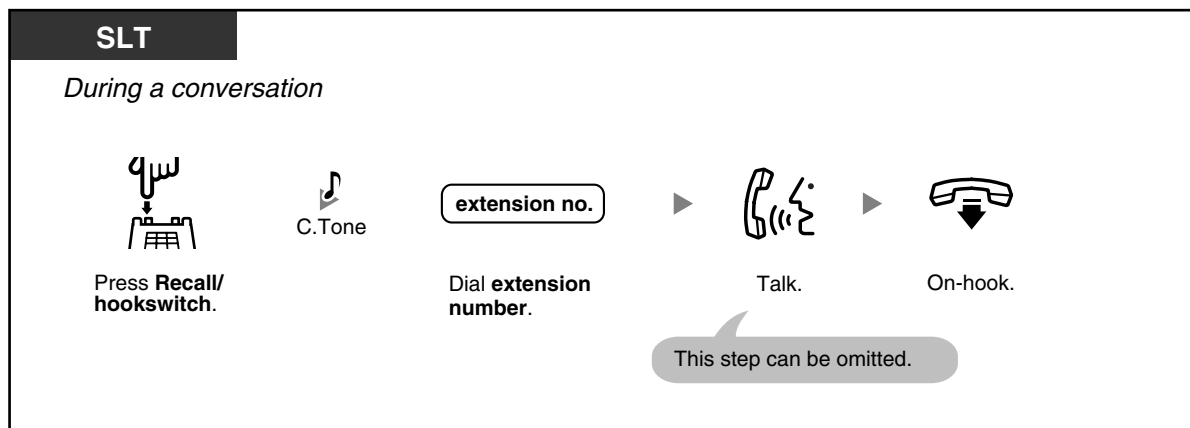 SLT
During a conversation
C.Tone
extension no.
Press Recall/
hookswitch.
Dial extension
number.
Talk.
On-hook.
This step can be omitted.